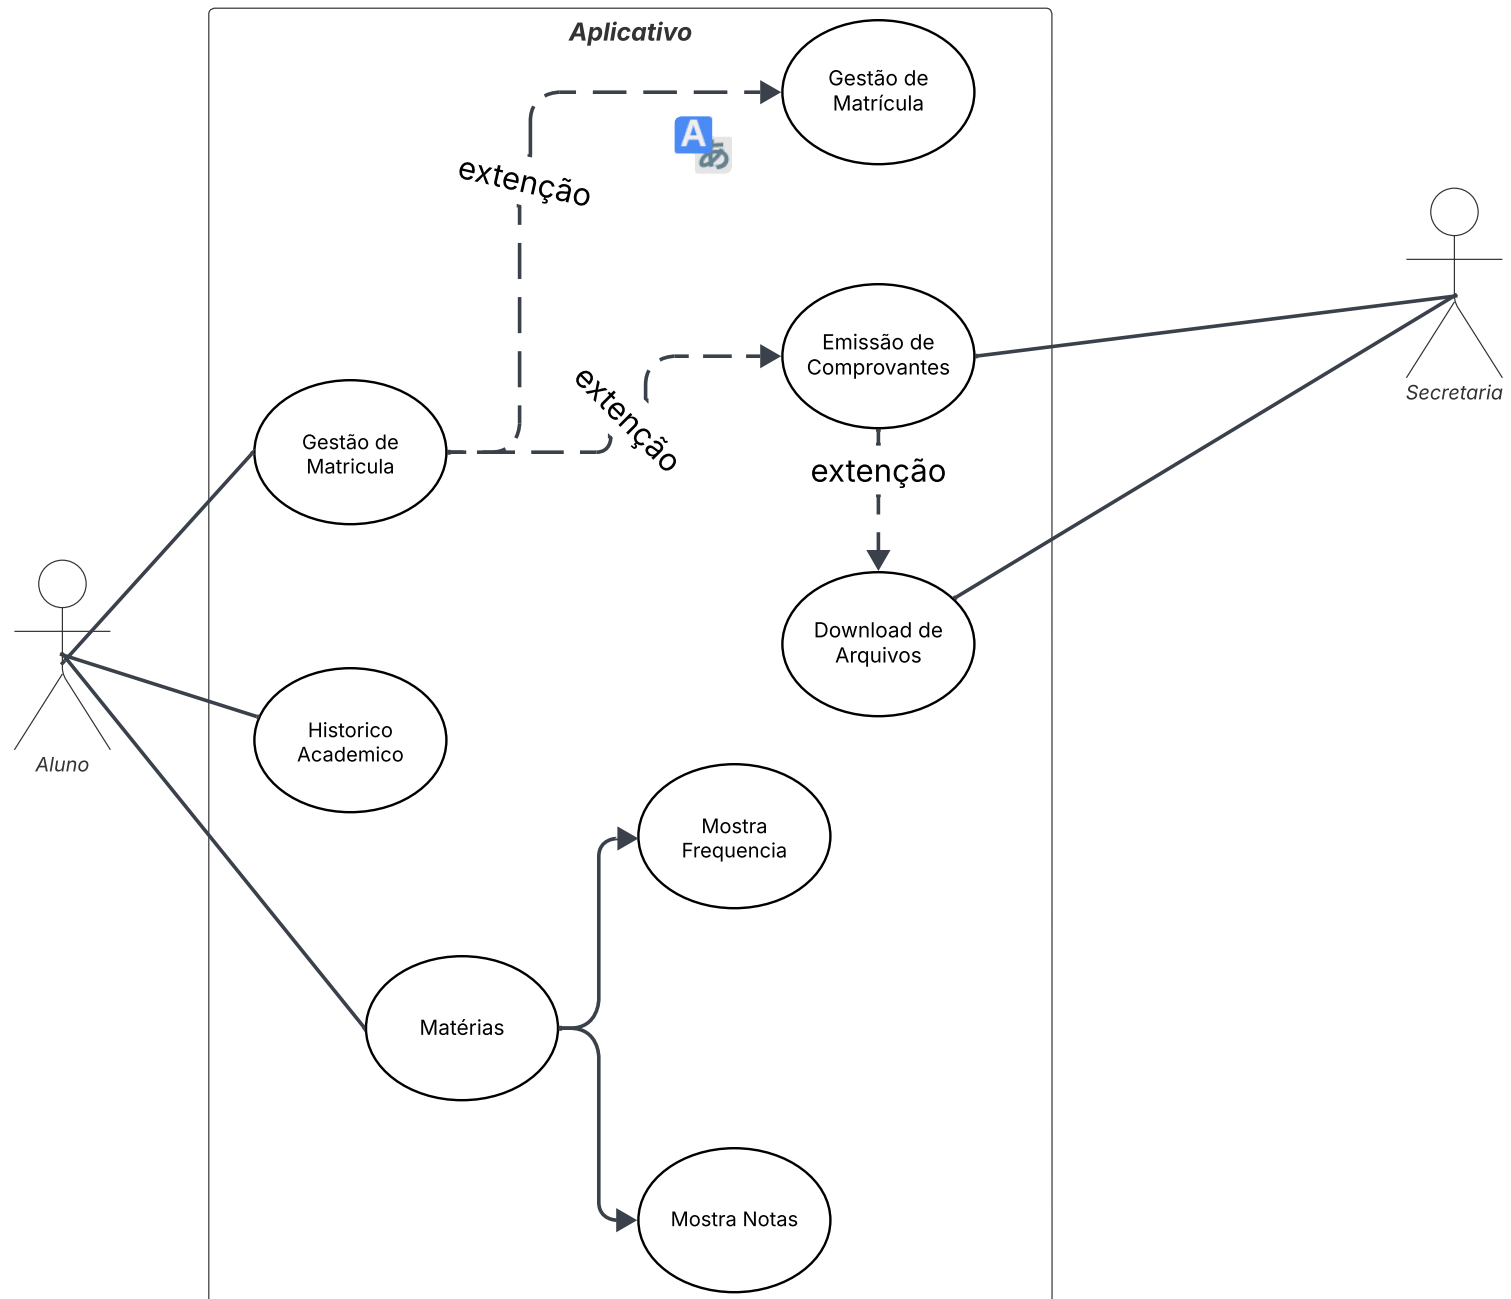 Aplicativo
Gestão de
Matrícula
A
あ
extenção
Emissão de
Comprovantes
extenção
Secretaria
Gestão de
Matricula
extenção
Download de
Arquivos
Historico
Academico
Aluno
Mostra
Frequencia
Matérias
Mostra Notas